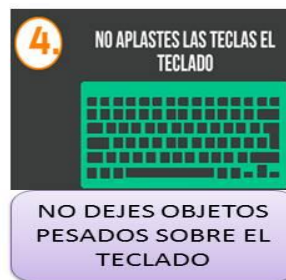 4.
NO APLASTES LAS TECLAS EL
TECLADO
NO DEJES OBJETOS
PESADOS SOBRE EL
TECLADO